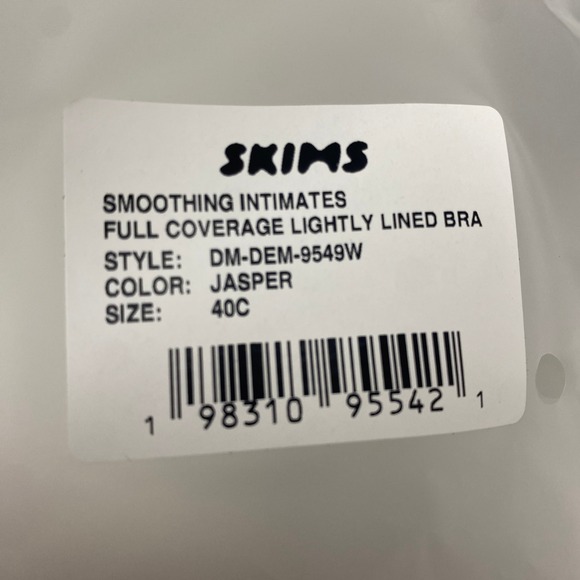 SKIMS
SMOOTHING INTIMATES
FULL COVERAGE LIGHTLY LINED BRA
STYLE: DM-DEM-9549W
COLOR: JASPER
SIZE: 40C
1 98310 95542 1